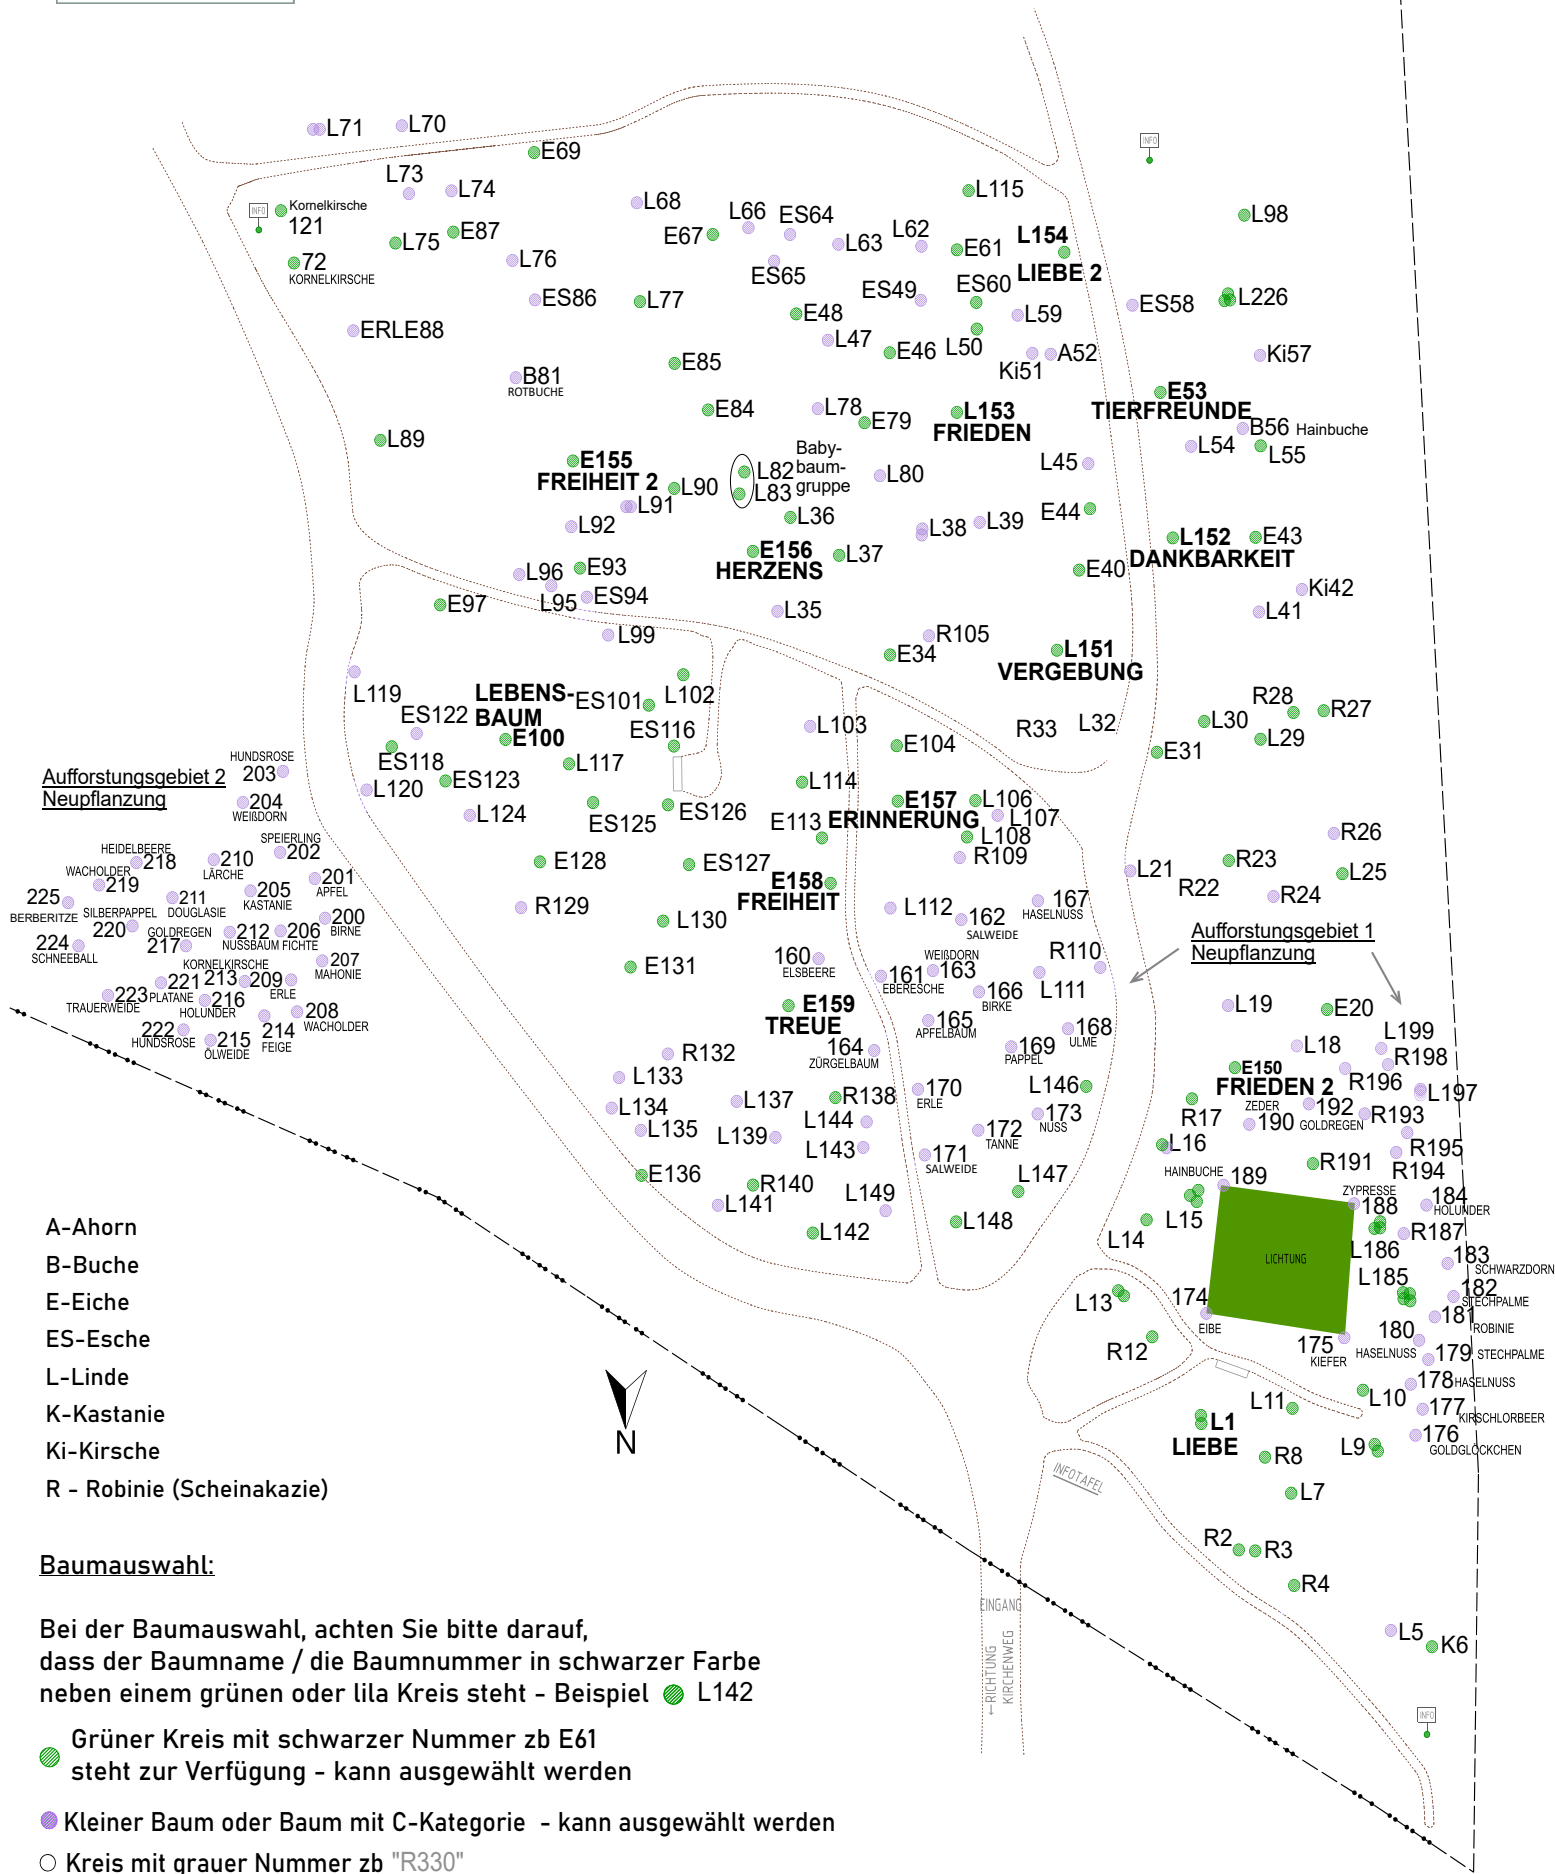 L71
L70
E69
INFO
L73
L74
L68
L115
INFO
Kornelkirsche
121
E87
L66
ES64
L98
L75
E67
L63
L62
E61
L154
LIEBE 2
72
KORNELKIRSCHE
L76
ES65
ES86
L77
ES49
ES60
ES58
L226
E48
L59
ERLE88
L47
E46
L50
Ki51
A52
Ki57
E85
B81
ROTBUCHE
E53
TIERFREUNDE
E84
L78
E79
L153
FRIEDEN
B56 Hainbuche
L89
L54
L55
E155
FREIHEIT 2
L82
L83
Baby-
baum-
gruppe
L80
L45
L90
L91
L36
L38
L39
E44
L92
L152
DANKBARKEIT
E43
E156
HERZENS
L37
L96
E93
E40
L95
ES94
Ki42
E97
L35
L41
L99
R105
E34
L151
VERGEBUNG
L119
L102
LEBENS-
BAUM
E100
ES101
R28
R27
ES122
ES116
L103
R33
L32
L30
L29
ES118
E104
E31
HUNDSROSE
203
L117
Aufforstungsgebiet 2
Neupflanzung
L120
ES123
L114
204
WEIßDORN
L124
ES125
ES126
E157
ERINNERUNG
L106
L107
E113
L108
R26
SPEIERLING
202
HEIDELBEERE
218
210
LÄRCHE
E128
ES127
R109
L21
R23
L25
WACHOLDER
219
201
APFEL
E158
FREIHEIT
R22
R24
205
KASTANIE
225
BERBERITZE
211
DOUGLASIE
R129
L112
167
HASELNUSS
SILBERPAPPEL
220
200
BIRNE
L130
162
SALWEIDE
GOLDREGEN
217
212
NUSSBAUM
206
FICHTE
Aufforstungsgebiet 1
Neupflanzung
224
SCHNEEBALL
207
MAHONIE
E131
160
ELSBEERE
WEIßDORN
163
R110
KORNELKIRSCHE
213
209
ERLE
161
EBERESCHE
L111
221
PLATANE
223
TRAUERWEIDE
216
HOLUNDER
166
BIRKE
L19
E20
208
WACHOLDER
E159
TREUE
165
APFELBAUM
168
ULME
214
FEIGE
222
HUNDSROSE
215
ÖLWEIDE
L199
164
ZÜRGELBAUM
169
PAPPEL
L18
R198
R132
E150
FRIEDEN 2
R196
L133
L146
L197
L134
L137
R138
170
ERLE
R17
ZEDER
190
192
GOLDREGEN
R193
L144
173
NUSS
L135
L139
172
TANNE
L16
R195
L143
171
SALWEIDE
R191
R194
E136
R140
L147
HAINBUCHE
189
ZYPRESSE
188
184
HOLUNDER
L141
L149
L15
L142
L148
L14
R187
L186
A-Ahorn
B-Buche
E-Eiche
ES-Esche
L-Linde
K-Kastanie
Ki-Kirsche
R - Robinie (Scheinakazie)
LICHTUNG
183
SCHWARZDORN
L185
182
STECHPALME
L13
174
EIBE
181
ROBINIE
R12
175
KIEFER
180
HASELNUSS
179 STECHPALME
178
HASELNUSS
L10
L11
177
KIRSCHLORBEER
L1
LIEBE
176
GOLDGLÖCKCHEN
L9
N
R8
INFOTAFEL
L7
R2
R3
R4
EINGANG
←RICHTUNG
KIRCHENWEG
L5
K6
INFO
Baumauswahl:
Bei der Baumauswahl, achten Sie bitte darauf,
dass der Baumname / die Baumnummer in schwarzer Farbe
neben einem grünen oder lila Kreis steht - Beispiel L142
Grüner Kreis mit schwarzer Nummer zb E61
steht zur Verfügung - kann ausgewählt werden
Kleiner Baum oder Baum mit C-Kategorie - kann ausgewählt werden
Kreis mit grauer Nummer zb "R330"